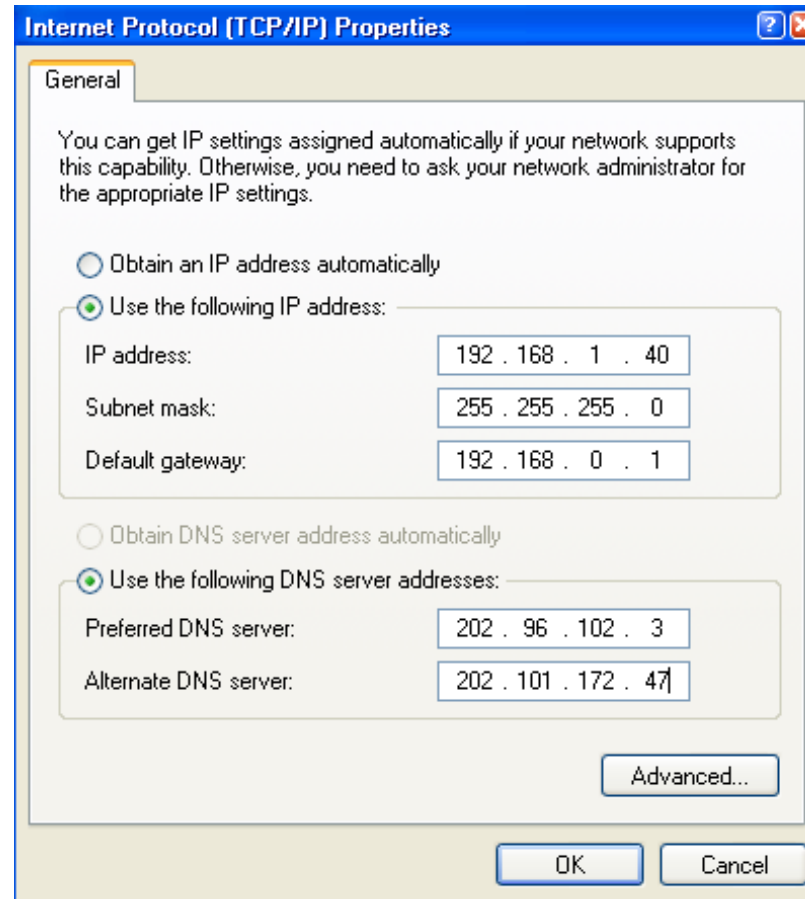 Internet Protocol (TCP/IP) Properties
General
You can get IP settings assigned automatically if your network supports
this capability. Otherwise, you need to ask your network administrator for
the appropriate IP settings.
Obtain an IP address automatically
Use the following IP address:
IP address: 192 . 168 . 1 . 40
Subnet mask: 255 . 255 . 255 . 0
Default gateway: 192 . 168 . 0 . 1
Obtain DNS server address automatically
Use the following DNS server addresses:
Preferred DNS server: 202 . 96 . 102 . 3
Alternate DNS server: 202 . 101 . 172 . 47
Advanced...
OK Cancel